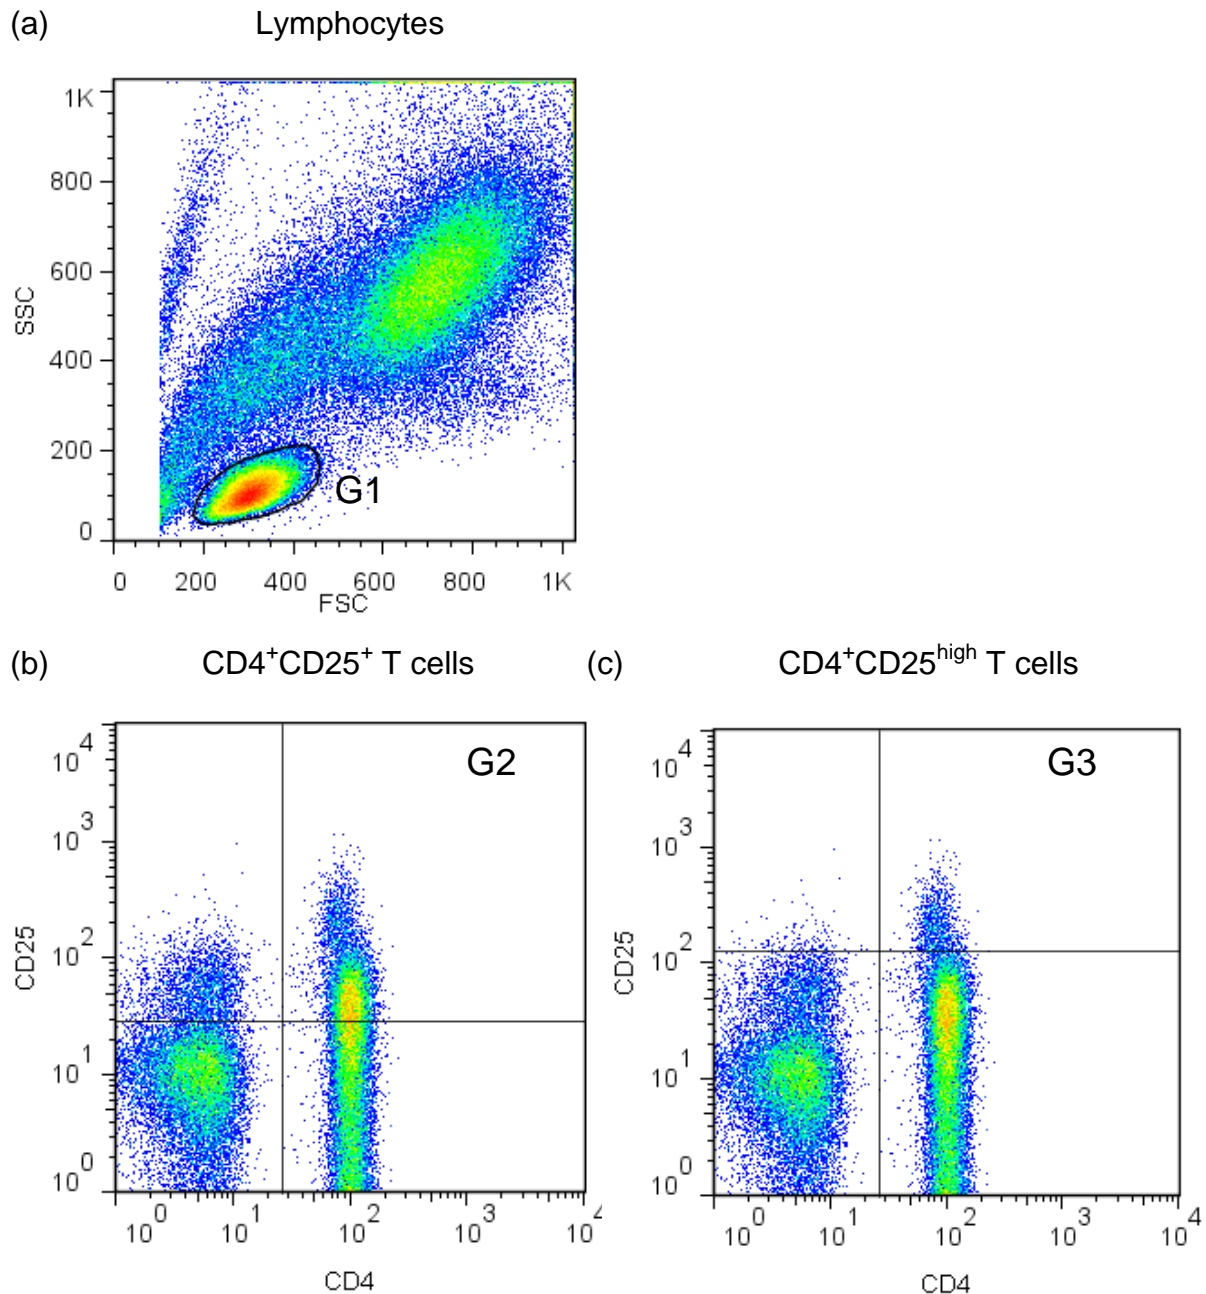 (a) Lymphocytes
1K
800
600
400
200
0
SSC
G1
0 200 400 600 800 1K
FSC
(b) CD4⁺CD25⁺ T cells
G2
10⁴
10³
10²
10¹
10⁰
CD25
10⁰ 10¹ 10² 10³ 10⁴
CD4
(c) CD4⁺CD25ʰⁱᵍʰ T cells
G3
10⁴
10³
10²
10¹
10⁰
CD25
10⁰ 10¹ 10² 10³ 10⁴
CD4